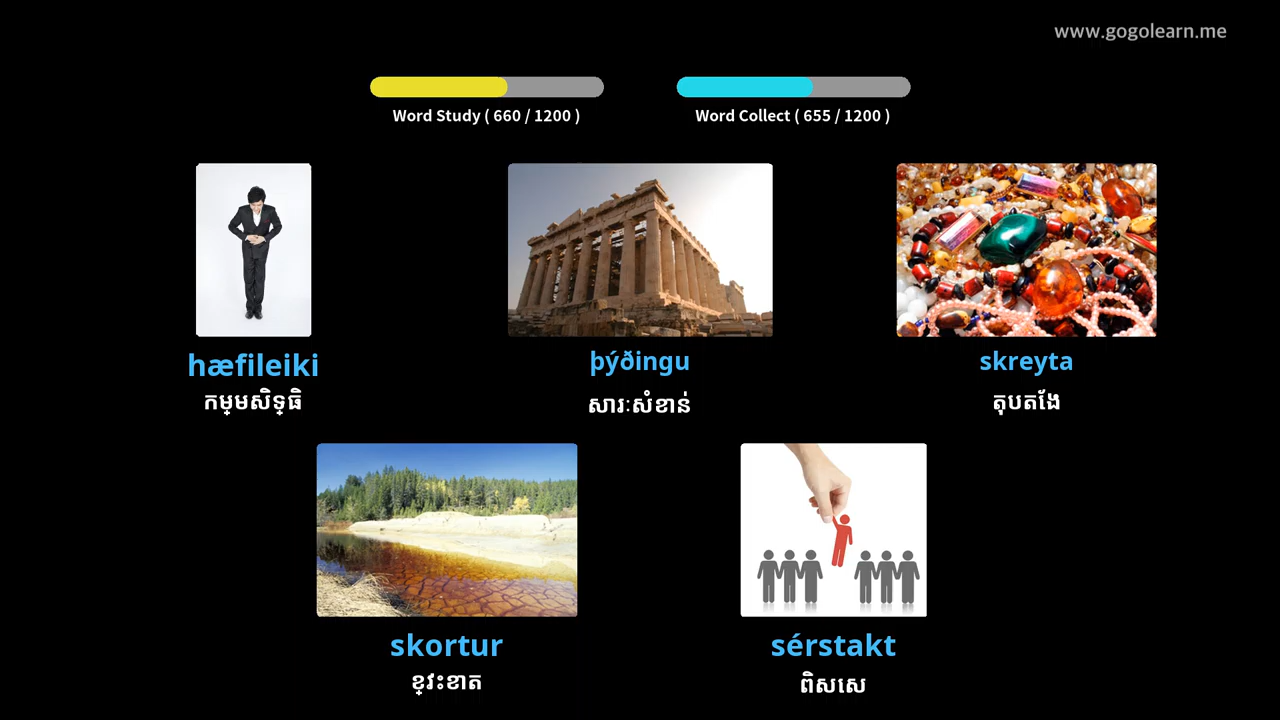 www.gogolearn.me
Word Study ( 660 / 1200 )
Word Collect ( 655 / 1200 )
hæfileiki
កម្មសិទ្ធិ
þýðingu
សារៈសំខាន់
skreyta
តុបតែង
skortur
ខ្វះខាត
sérstakt
ពិសេស